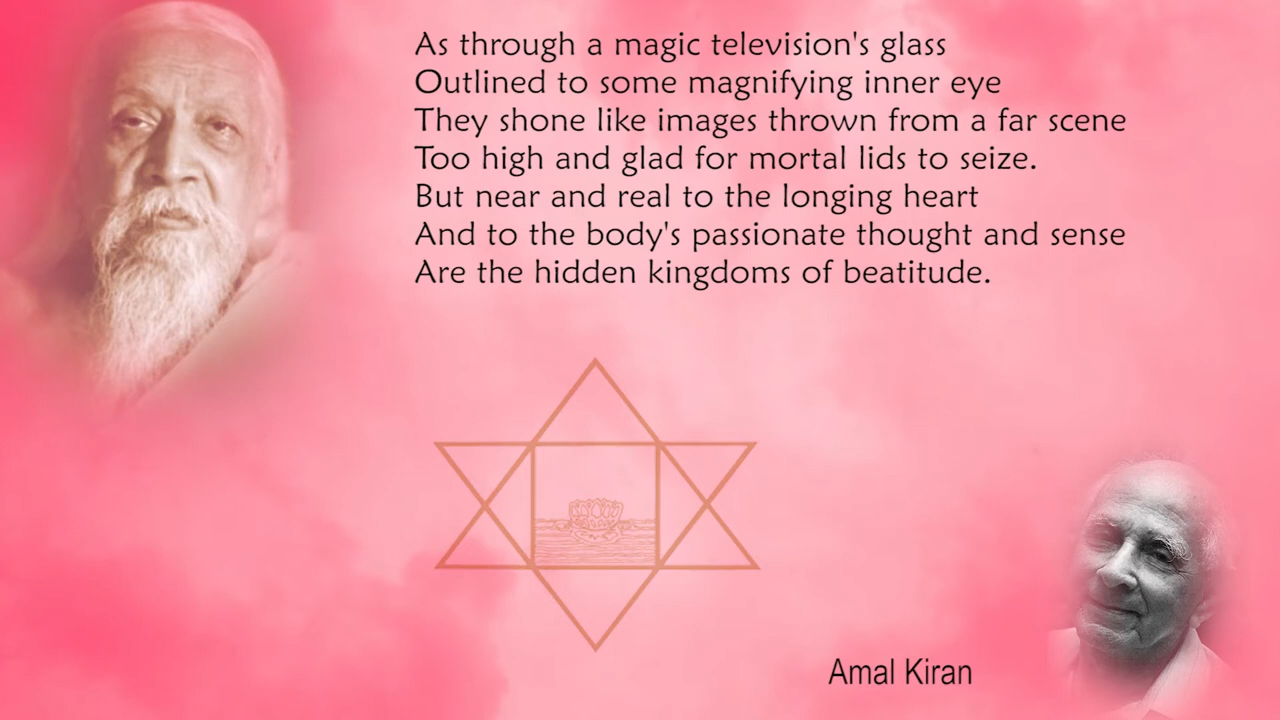 As through a magic television's glass
Outlined to some magnifying inner eye
They shone like images thrown from a far scene
Too high and glad for mortal lids to seize.
But near and real to the longing heart
And to the body's passionate thought and sense
Are the hidden kingdoms of beatitude.
Amal Kiran